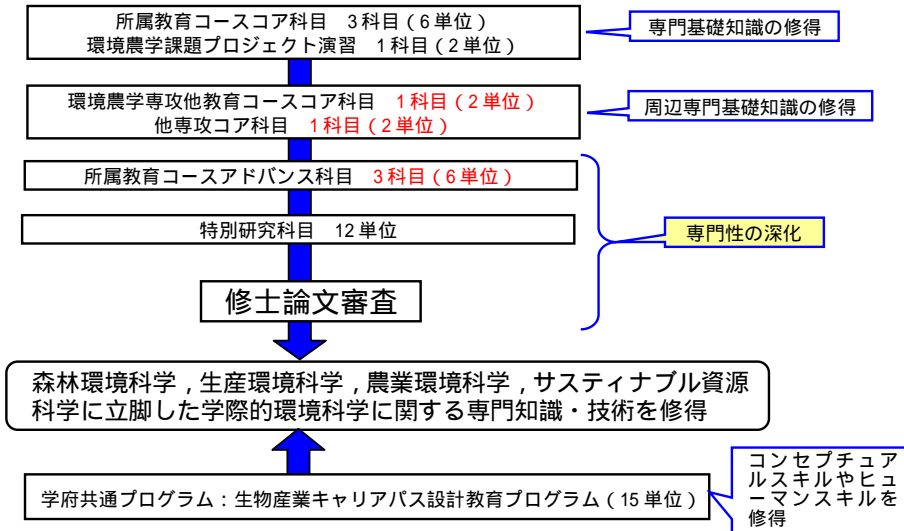 所属教育コースコア科目 3科目(6単位)
環境農学課題プロジェクト演習 1科目(2単位)
専門基礎知識の修得
環境農学専攻他教育コースコア科目 1科目(2単位)
他専攻コア科目 1科目(2単位)
周辺専門基礎知識の修得
所属教育コースアドバンス科目 3科目(6単位)
特別研究科目 12単位
専門性の深化
修士論文審査
森林環境科学,生産環境科学,農業環境科学,サスティナブル資源
科学に立脚した学際的環境科学に関する専門知識・技術を修得
学府共通プログラム:生物産業キャリアパス設計教育プログラム(15単位)
コンセプチュア
ルスキルやヒュ
ーマンスキルを
修得